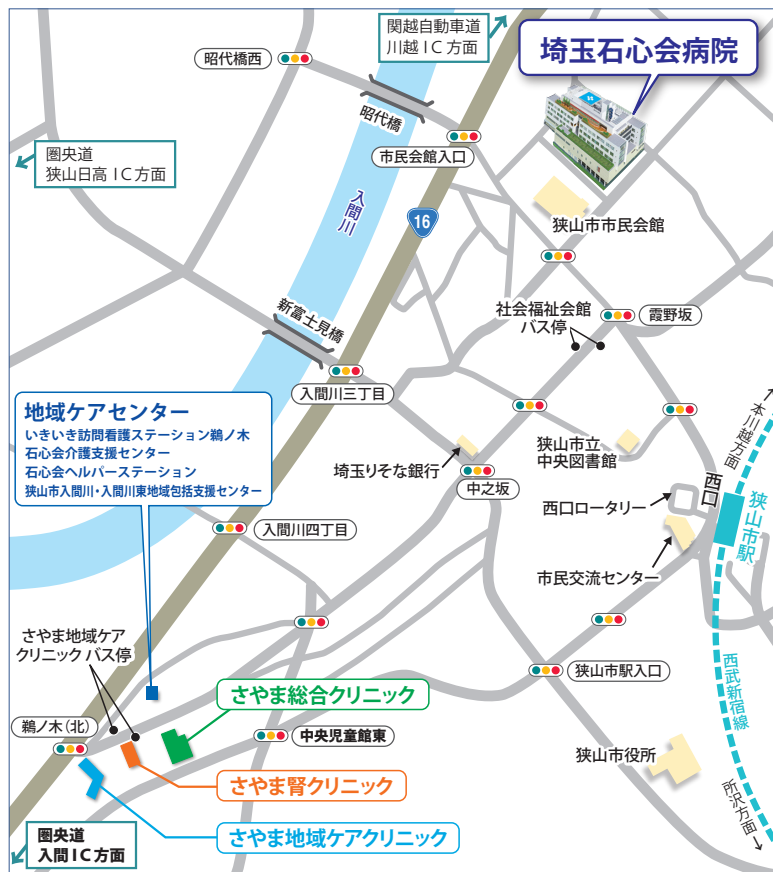 関越自動車道
川越IC方面
埼玉石心会病院
昭代橋西
昭代橋
市民会館入口
圏央道
狭山日高IC方面
入間川
16
狭山市市民会館
社会福祉会館
バス停
霞野坂
新富士見橋
入間川三丁目
本川越方面
地域ケアセンター
いきいき訪問看護ステーション鵜ノ木
石心会介護支援センター
石心会ヘルパーステーション
狭山市入間川・入間川東地域包括支援センター
埼玉りそな銀行
中之坂
狭山市立
中央図書館
西口
狭山市駅
西口ロータリー
入間川四丁目
市民交流センター
さやま地域ケア
クリニック バス停
狭山市駅入口
西武新宿線
さやま総合クリニック
鵜ノ木(北)
中央児童館東
狭山市役所
さやま腎クリニック
所沢方面
さやま地域ケアクリニック
圏央道
入間IC方面